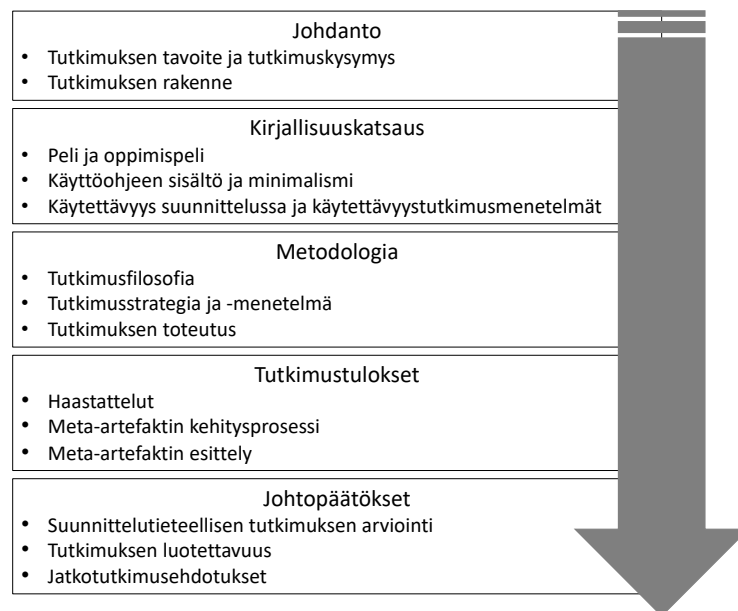 Johdanto
• Tutkimuksen tavoite ja tutkimuskysymys
• Tutkimuksen rakenne
Kirjallisuuskatsaus
• Peli ja oppimispeli
• Käyttöohjeen sisältö ja minimalismi
• Käytettävyys suunnittelussa ja käytettävyystutkimusmenetelmät
Metodologia
• Tutkimusfilosofia
• Tutkimusstrategia ja -menetelmä
• Tutkimuksen toteutus
Tutkimustulokset
• Haastattelut
• Meta-artefaktin kehitysprosessi
• Meta-artefaktin esittely
Johtopäätökset
• Suunnittelutieteellisen tutkimuksen arviointi
• Tutkimuksen luotettavuus
• Jatkotutkimusehdotukset